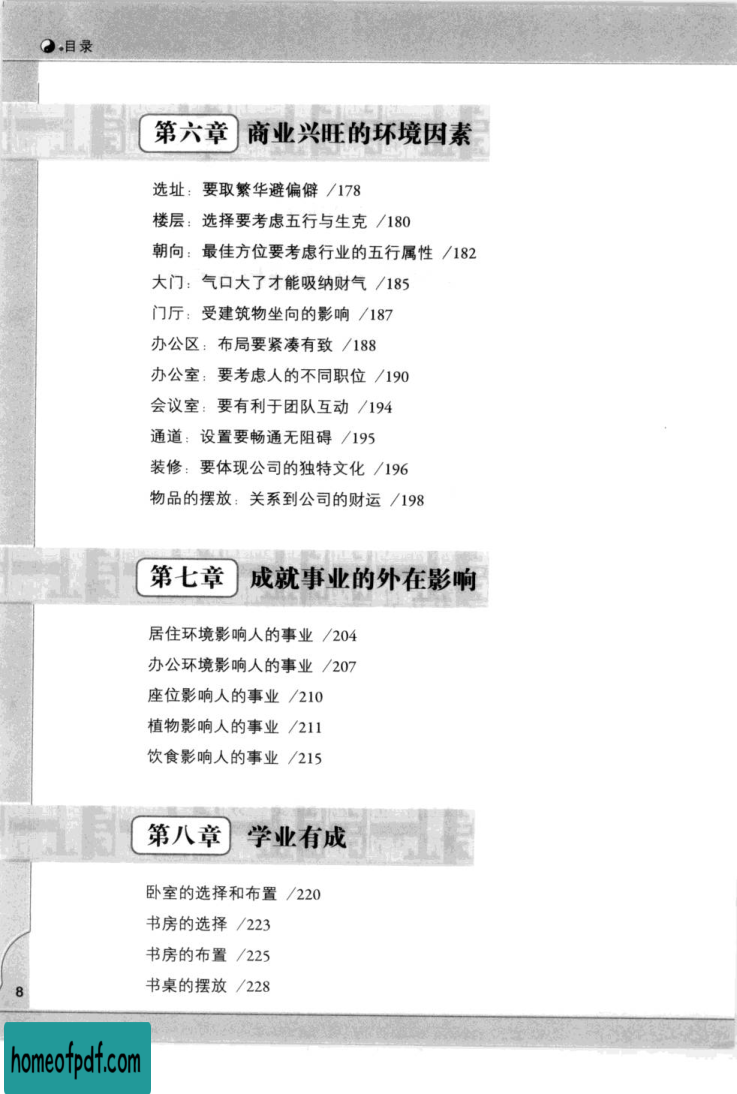 目录
第六章 商业兴旺的环境因素
选址：要取繁华避偏僻 /178
楼层：选择要考虑五行与生克 /180
朝向：最佳方位要考虑行业的五行属性 /182
大门：气口大了才能吸纳财气 /185
门厅：受建筑物坐向的影响 /187
办公区：布局要紧凑有致 /188
办公室：要考虑人的不同职位 /190
会议室：要有利于团队互动 /194
通道：设置要畅通无阻碍 /195
装修：要体现公司的独特文化 /196
物品的摆放：关系到公司的财运 /198
第七章 成就事业的外在影响
居住环境影响人的事业 /204
办公环境影响人的事业 /207
座位影响人的事业 /210
植物影响人的事业 /211
饮食影响人的事业 /215
第八章 学业有成
卧室的选择和布置 /220
书房的选择 /223
书房的布置 /225
书桌的摆放 /228
8
homeofpdf.com